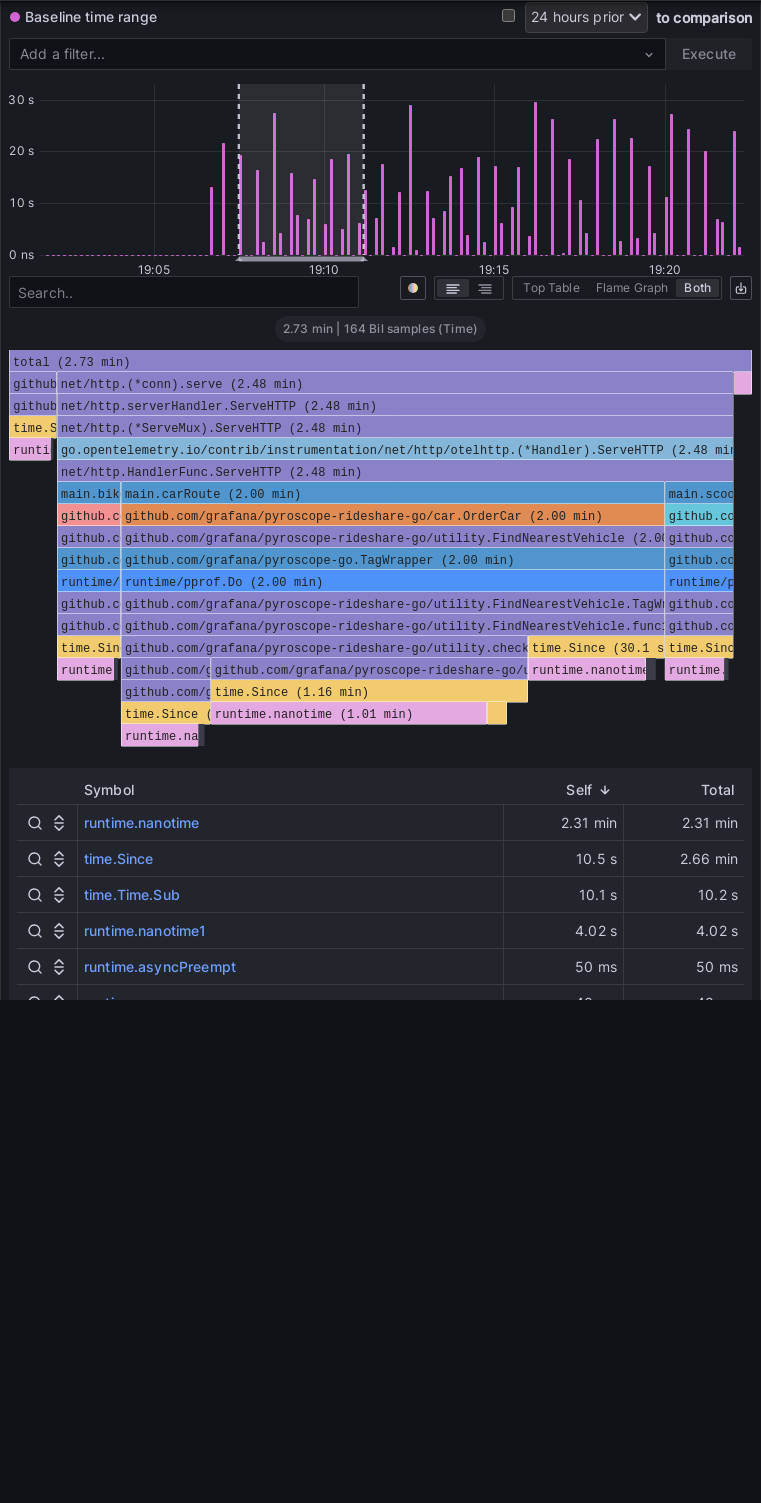 Baseline time range
24 hours prior
to comparison
Add a filter...
Execute
30 s
20 s
10 s
0 ns
19:05 19:10 19:15 19:20
Search..
Top Table Flame Graph Both
2.73 min | 164 Bil samples (Time)
total (2.73 min)
github net/http.(*conn).serve (2.48 min)
github net/http.serverHandler.ServeHTTP (2.48 min)
time.S net/http.(*ServeMux).ServeHTTP (2.48 min)
runti go.opentelemetry.io/contrib/instrumentation/net/http/otelhttp.(*Handler).ServeHTTP (2.48 min
net/http.HandlerFunc.ServeHTTP (2.48 min)
main.bik main.carRoute (2.00 min) main.scoo
github.c github.com/grafana/pyroscope-rideshare-go/car.OrderCar (2.00 min) github.co
github.c github.com/grafana/pyroscope-rideshare-go/utility.FindNearestVehicle (2.00 github.co
github.c github.com/grafana/pyroscope-go.TagWrapper (2.00 min) github.co
runtime/ runtime/pprof.Do (2.00 min) runtime/p
github.c github.com/grafana/pyroscope-rideshare-go/utility.FindNearestVehicle.TagWr github.co
github.c github.com/grafana/pyroscope-rideshare-go/utility.FindNearestVehicle.func1 github.co
time.Sin github.com/grafana/pyroscope-rideshare-go/utility.check time.Since (30.1 s time.Sinc
runtime github.com/g github.com/grafana/pyroscope-rideshare-go/u runtime.nanotime runtime.
github.com/g time.Since (1.16 min)
time.Since ( runtime.nanotime (1.01 min)
runtime.na
Symbol Self Total
runtime.nanotime 2.31 min 2.31 min
time.Since 10.5 s 2.66 min
time.Time.Sub 10.1 s 10.2 s
runtime.nanotime1 4.02 s 4.02 s
runtime.asyncPreempt 50 ms 50 ms